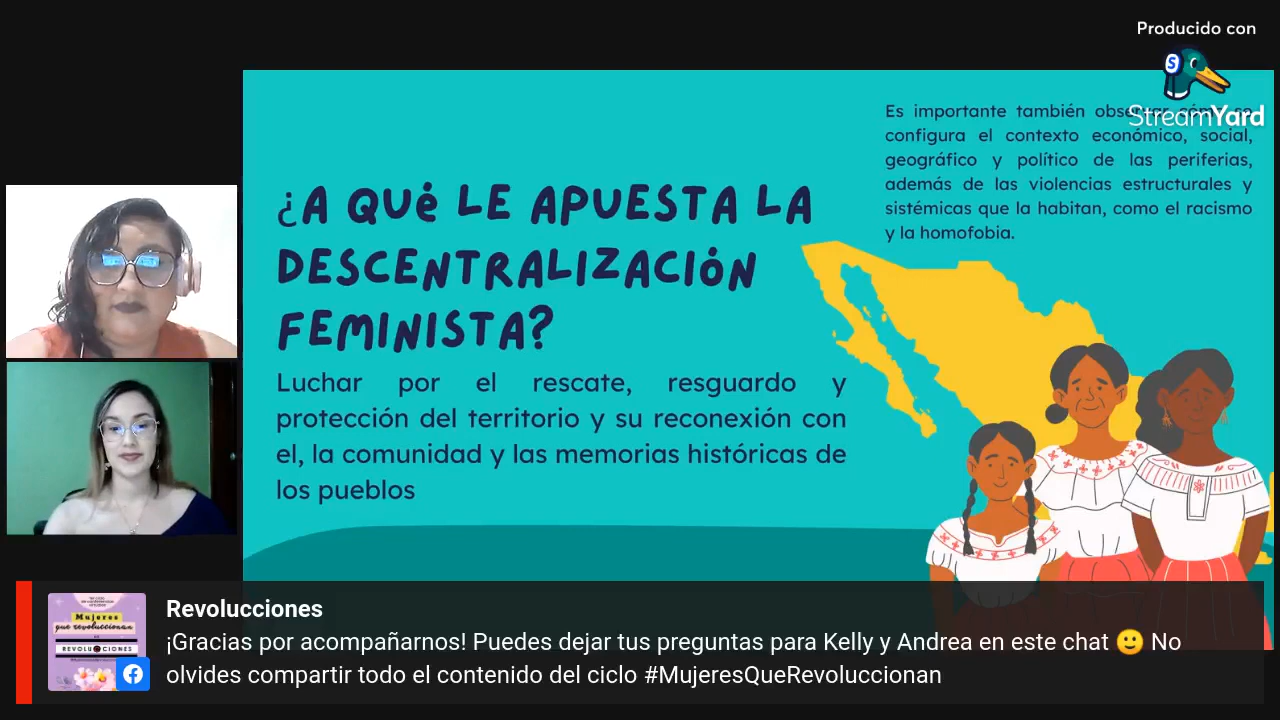 Producido con
StreamYard
Es importante también observar cómo se
configura el contexto económico, social,
geográfico y político de las periferias,
además de las violencias estructurales y
sistémicas que la habitan, como el racismo
y la homofobia.
¿A QUÉ LE APUESTA LA
DESCENTRALIZACIÓN
FEMINISTA?
Luchar por el rescate, resguardo y
protección del territorio y su reconexión con
el, la comunidad y las memorias históricas de
los pueblos
Mujeres
que revolucionan
REVOLUCCIONES
Revolucciones
¡Gracias por acompañarnos! Puedes dejar tus preguntas para Kelly y Andrea en este chat 🙂 No
olvides compartir todo el contenido del ciclo #MujeresQueRevoluccionan